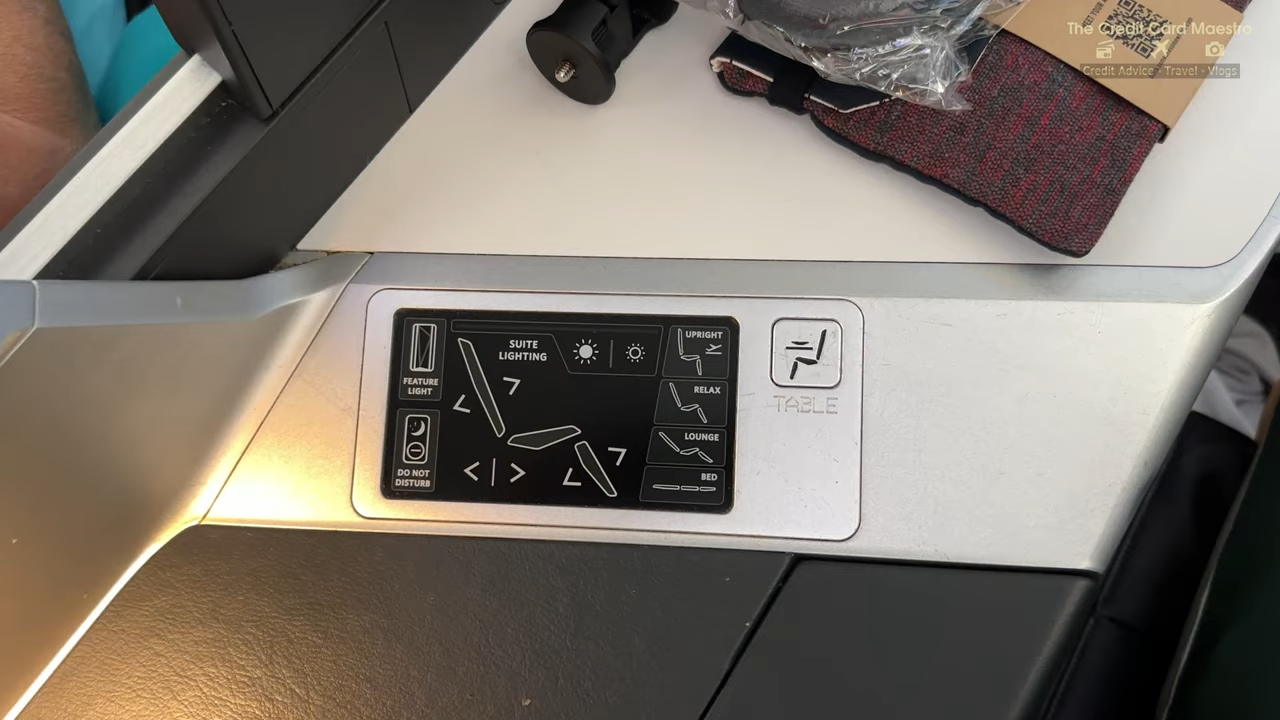 The Credit Card Maestro
Credit Advice - Travel - Vlogs
SUITE
LIGHTING
UPRIGHT
FEATURE
LIGHT
RELAX
TABLE
LOUNGE
DO NOT
DISTURB
BED